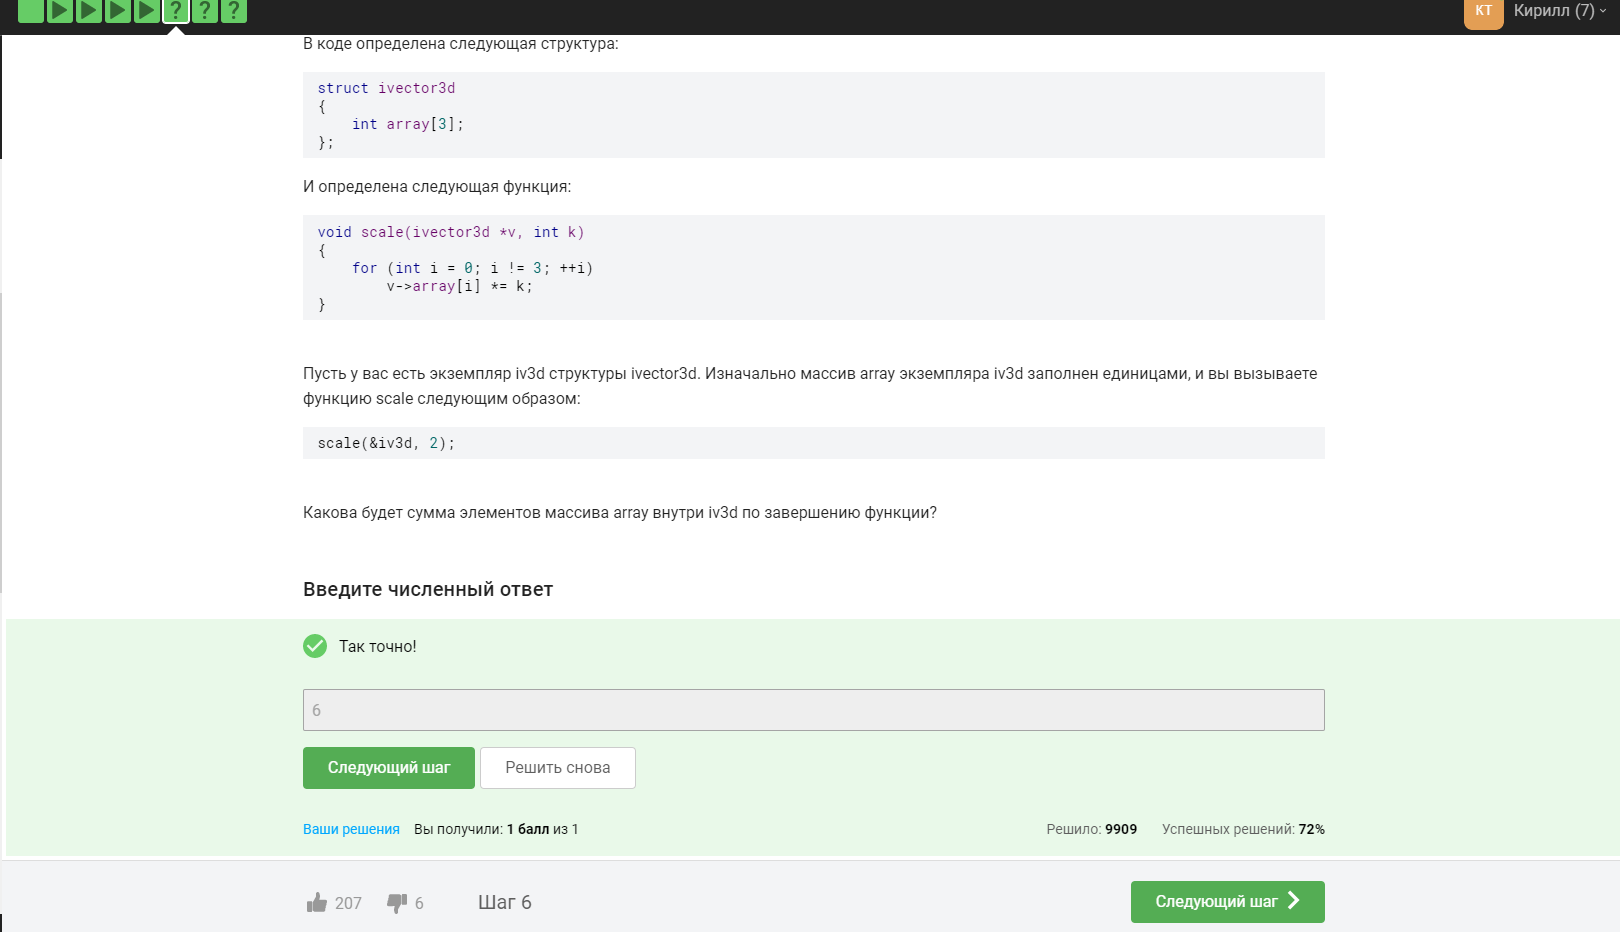 ? ? ?
КТ Кирилл (7)
В коде определена следующая структура:
struct ivector3d
{
    int array[3];
};
И определена следующая функция:
void scale(ivector3d *v, int k)
{
    for (int i = 0; i != 3; ++i)
        v->array[i] *= k;
}
Пусть у вас есть экземпляр iv3d структуры ivector3d. Изначально массив array экземпляра iv3d заполнен единицами, и вы вызываете
функцию scale следующим образом:
scale(&iv3d, 2);
Какова будет сумма элементов массива array внутри iv3d по завершению функции?
Введите численный ответ
Так точно!
6
Следующий шаг Решить снова
Ваши решения Вы получили: 1 балл из 1 Решило: 9909 Успешных решений: 72%
207 6 Шаг 6 Следующий шаг